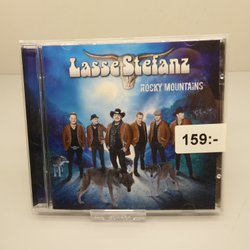 Lasse Stefanz
ROCKY MOUNTAINS
159:-